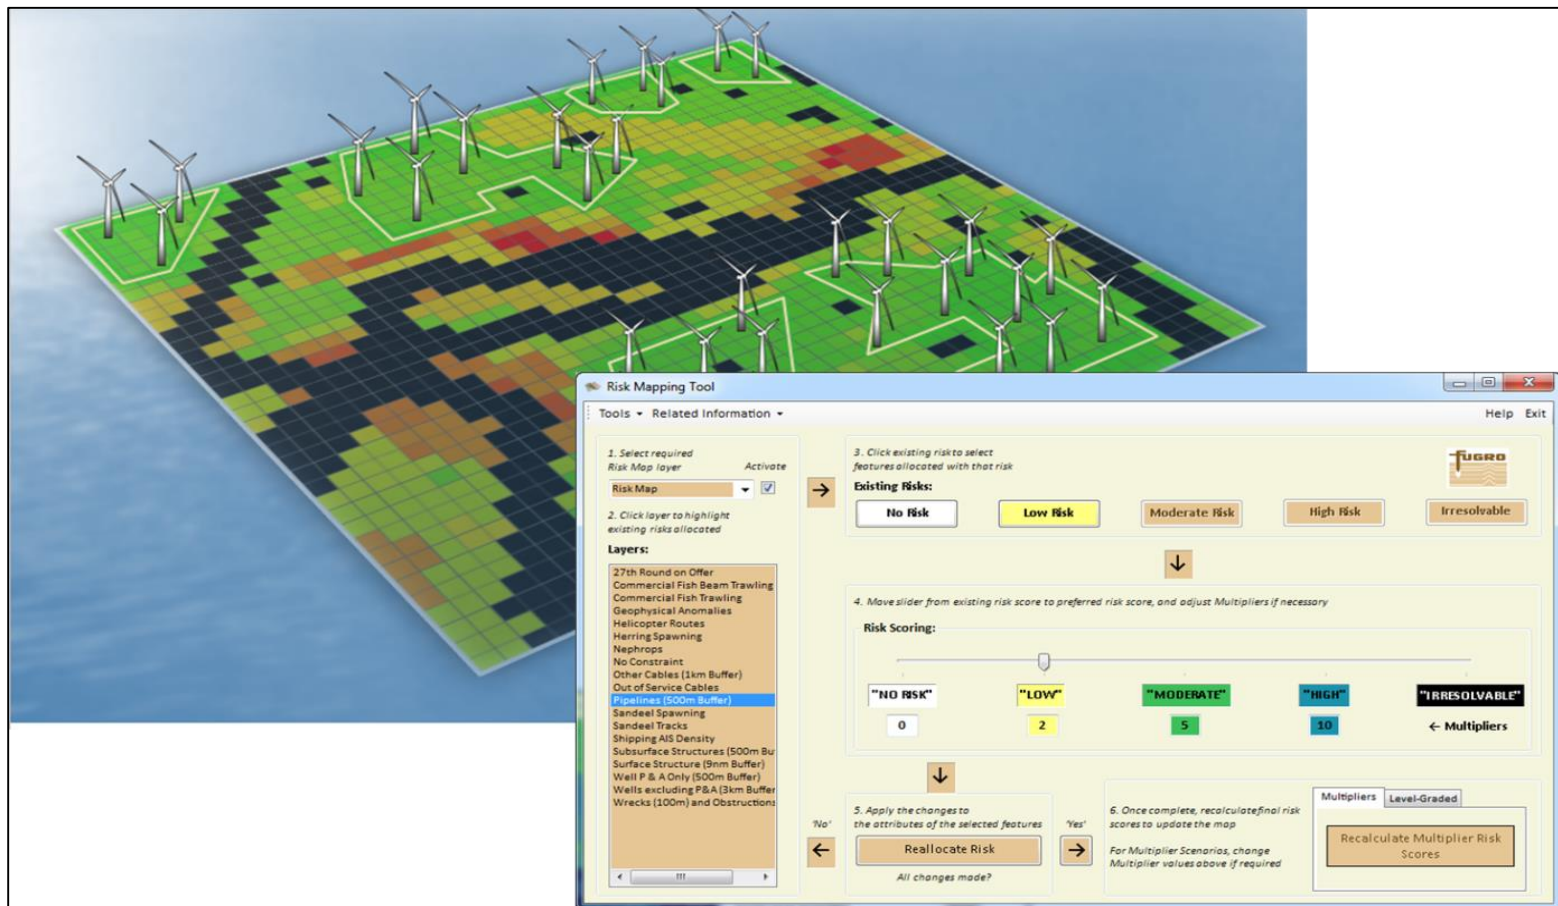 Risk Mapping Tool
Tools Related Information Help Exit
1. Select required
Risk Map layer Activate
Risk Map
2. Click layer to highlight
existing risks allocated
Layers:
27th Round on Offer
Commercial Fish Beam Trawling
Commercial Fish Trawling
Geophysical Anomalies
Helicopter Routes
Herring Spawning
Nephrops
No Constraint
Other Cables (1km Buffer)
Out of Service Cables
Pipelines (500m Buffer)
Sandeel Spawning
Sandeel Tracks
Shipping AIS Density
Subsurface Structures (500m Bu
Surface Structure (9nm Buffer)
Well P & A Only (500m Buffer)
Wells excluding P&A (3km Buffer
Wrecks (100m) and Obstructions
3. Click existing risk to select
features allocated with that risk
Existing Risks:
No Risk Low Risk Moderate Risk High Risk Irresolvable
FUGRO
4. Move slider from existing risk score to preferred risk score, and adjust Multipliers if necessary
Risk Scoring:
"NO RISK" "LOW" "MODERATE" "HIGH" "IRRESOLVABLE"
0 2 5 10 ← Multipliers
'No'
5. Apply the changes to
the attributes of the selected features
Reallocate Risk
All changes made?
'Yes'
6. Once complete, recalculate final risk
scores to update the map
For Multiplier Scenarios, change
Multiplier values above if required
Multipliers Level-Graded
Recalculate Multiplier Risk
Scores